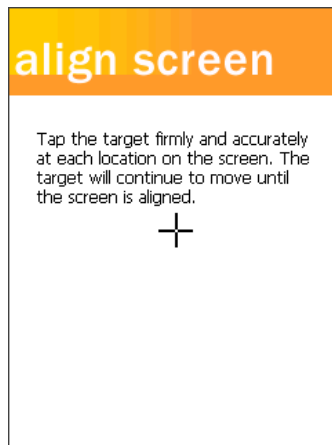 align screen
Tap the target firmly and accurately
at each location on the screen. The
target will continue to move until
the screen is aligned.